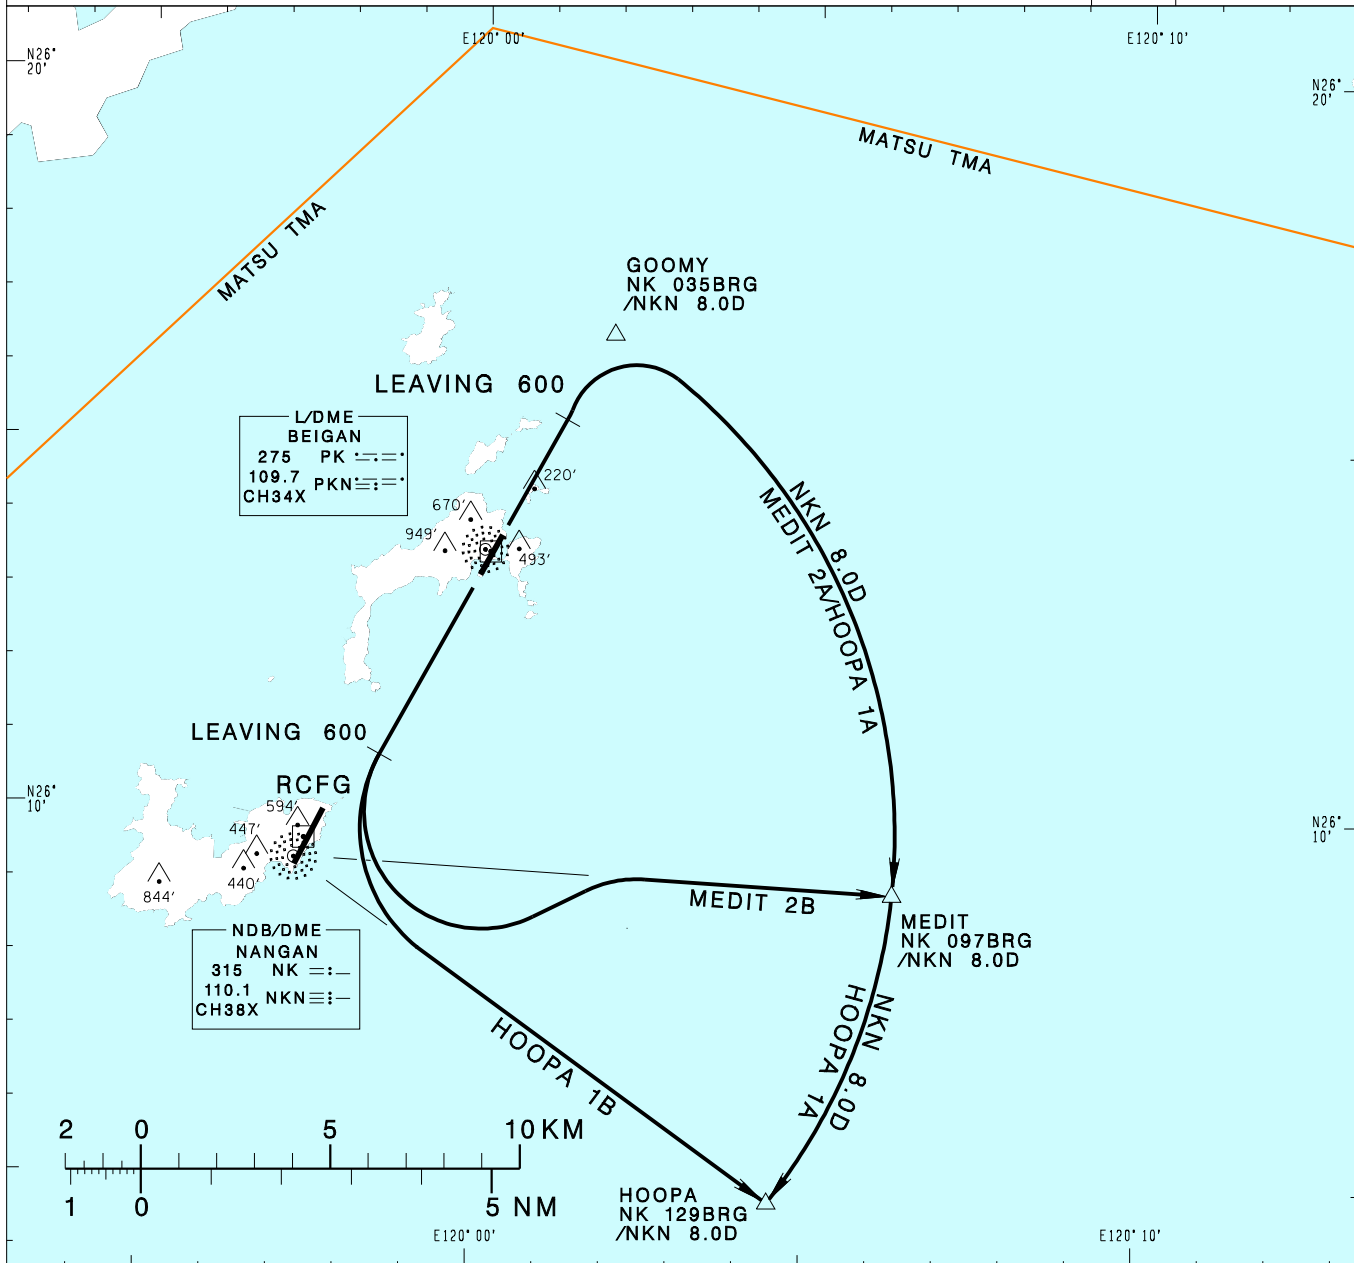 E120° 00'
E120° 10'
N26°
20'
N26°
20'
MATSU TMA
MATSU TMA
GOOMY
NK 035BRG
/NKN 8.0D
LEAVING 600
L/DME
BEIGAN
275 PK
109.7 PKN
CH34X
220'
670'
949'
493'
NKN 8.0D
MEDIT 2A/HOOPA 1A
LEAVING 600
RCFG
N26°
10'
N26°
10'
594'
447'
440'
844'
MEDIT 2B
MEDIT
NK 097BRG
/NKN 8.0D
NDB/DME
NANGAN
315 NK
110.1 NKN
CH38X
NKN 8.0D
HOOPA 1A
HOOPA 1B
2 0 5 10 KM
1 0 5 NM
HOOPA
NK 129BRG
/NKN 8.0D
E120° 00'
E120° 10'